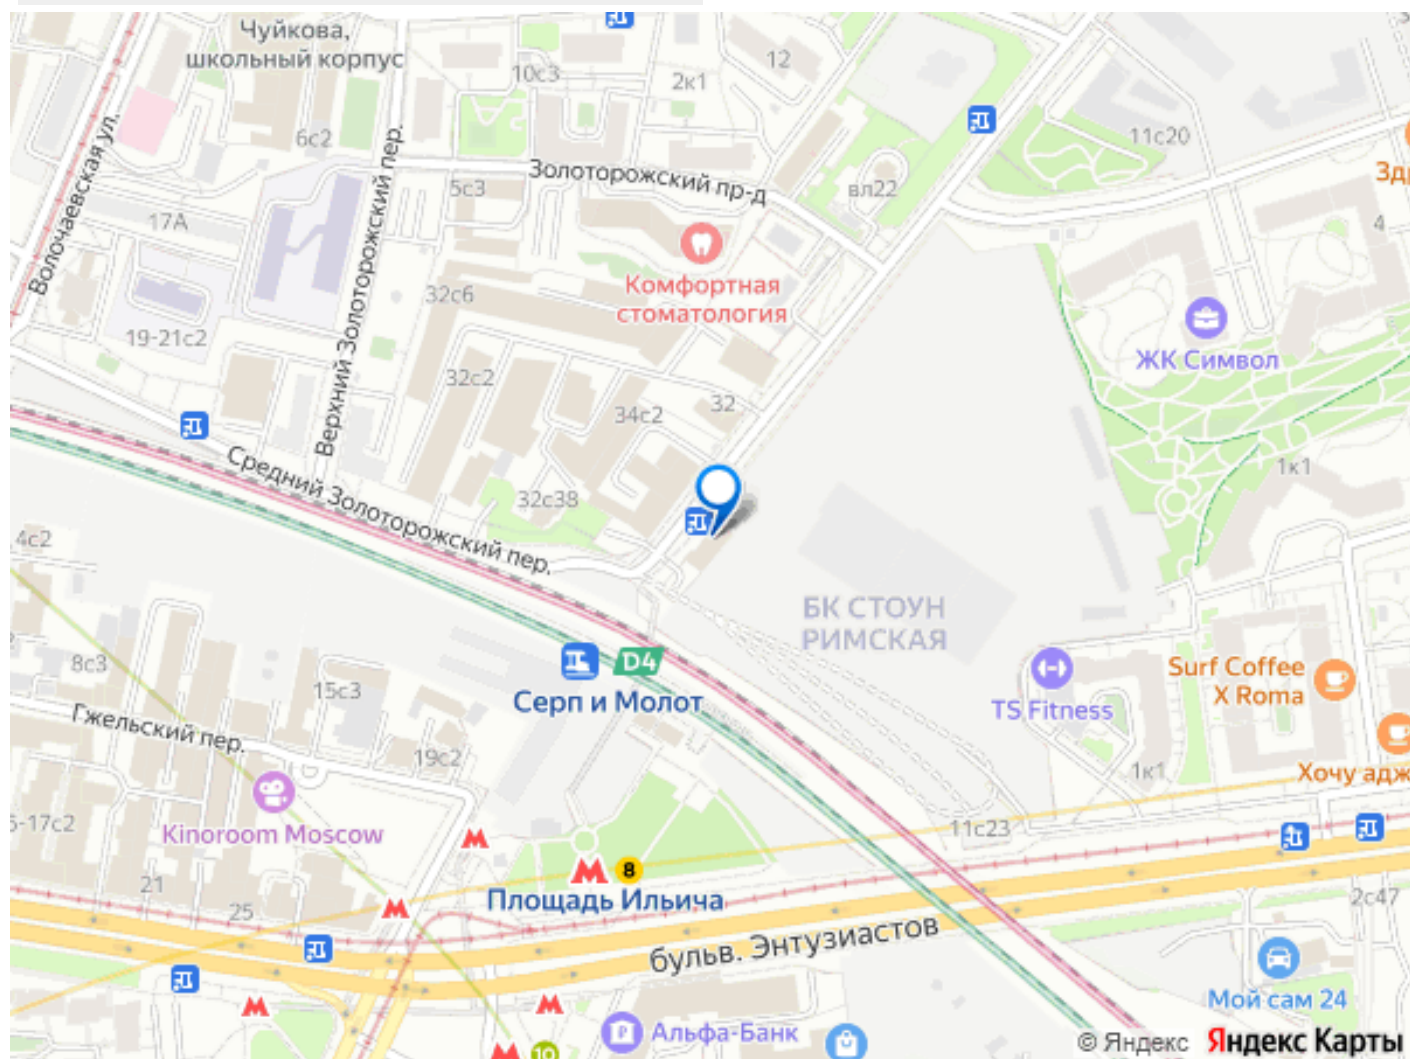 Чуйкова,
школьный корпус
12
10с3
2к1
11с20
6с2
Волочаевская ул.
Верхний Золоторожский пер.
Золоторожский пр-д
5с3
вл22
17А
4
Комфортная
стоматология
32с6
19-21с2
ЖК Символ
32с2
32
34с2
1к1
Средний Золоторожский пер.
32с38
4с2
БК СТОУН
РИМСКАЯ
D4
Серп и Молот
8с3
15с3
Surf Coffee
X Roma
TS Fitness
Гжельский пер.
19с2
1к1
Хочу адж
Kinoroom Moscow
5-17с2
11с23
8
Площадь Ильича
21
25
2с47
бульв. Энтузиастов
Мой сам 24
Альфа-Банк
10
© Яндекс Яндекс Карты